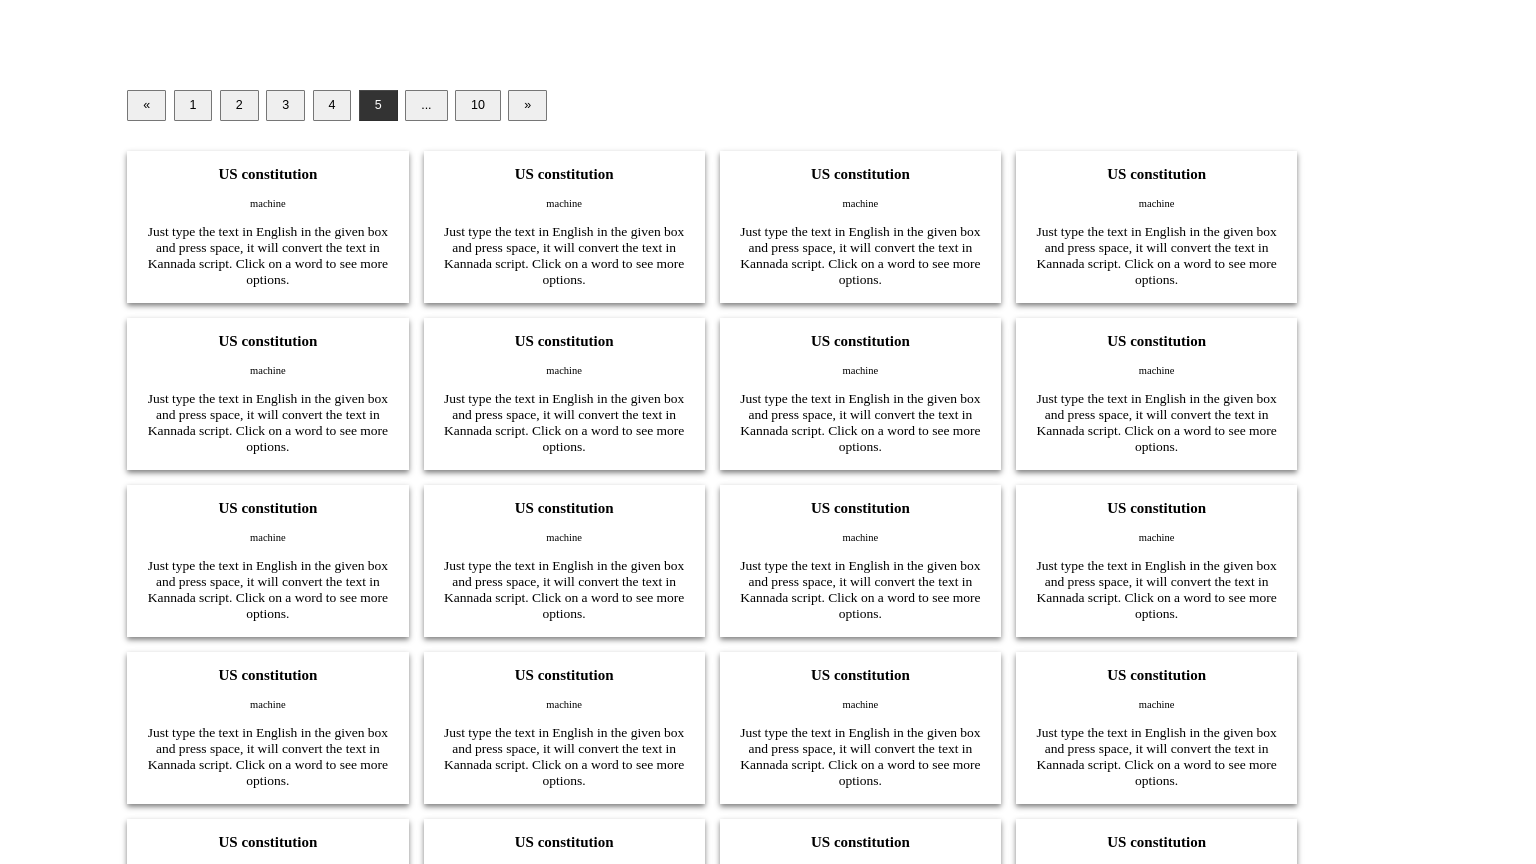 « 1 2 3 4 5 ... 10 »
US constitution US constitution US constitution US constitution
machine machine machine machine
Just type the text in English in the given box Just type the text in English in the given box Just type the text in English in the given box Just type the text in English in the given box
and press space, it will convert the text in and press space, it will convert the text in and press space, it will convert the text in and press space, it will convert the text in
Kannada script. Click on a word to see more Kannada script. Click on a word to see more Kannada script. Click on a word to see more Kannada script. Click on a word to see more
options. options. options. options.
US constitution US constitution US constitution US constitution
machine machine machine machine
Just type the text in English in the given box Just type the text in English in the given box Just type the text in English in the given box Just type the text in English in the given box
and press space, it will convert the text in and press space, it will convert the text in and press space, it will convert the text in and press space, it will convert the text in
Kannada script. Click on a word to see more Kannada script. Click on a word to see more Kannada script. Click on a word to see more Kannada script. Click on a word to see more
options. options. options. options.
US constitution US constitution US constitution US constitution
machine machine machine machine
Just type the text in English in the given box Just type the text in English in the given box Just type the text in English in the given box Just type the text in English in the given box
and press space, it will convert the text in and press space, it will convert the text in and press space, it will convert the text in and press space, it will convert the text in
Kannada script. Click on a word to see more Kannada script. Click on a word to see more Kannada script. Click on a word to see more Kannada script. Click on a word to see more
options. options. options. options.
US constitution US constitution US constitution US constitution
machine machine machine machine
Just type the text in English in the given box Just type the text in English in the given box Just type the text in English in the given box Just type the text in English in the given box
and press space, it will convert the text in and press space, it will convert the text in and press space, it will convert the text in and press space, it will convert the text in
Kannada script. Click on a word to see more Kannada script. Click on a word to see more Kannada script. Click on a word to see more Kannada script. Click on a word to see more
options. options. options. options.
US constitution US constitution US constitution US constitution